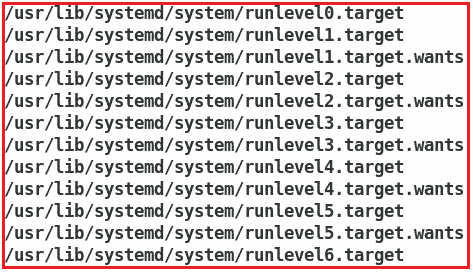 /usr/lib/systemd/system/runlevel0.target
/usr/lib/systemd/system/runlevel1.target
/usr/lib/systemd/system/runlevel1.target.wants
/usr/lib/systemd/system/runlevel2.target
/usr/lib/systemd/system/runlevel2.target.wants
/usr/lib/systemd/system/runlevel3.target
/usr/lib/systemd/system/runlevel3.target.wants
/usr/lib/systemd/system/runlevel4.target
/usr/lib/systemd/system/runlevel4.target.wants
/usr/lib/systemd/system/runlevel5.target
/usr/lib/systemd/system/runlevel5.target.wants
/usr/lib/systemd/system/runlevel6.target